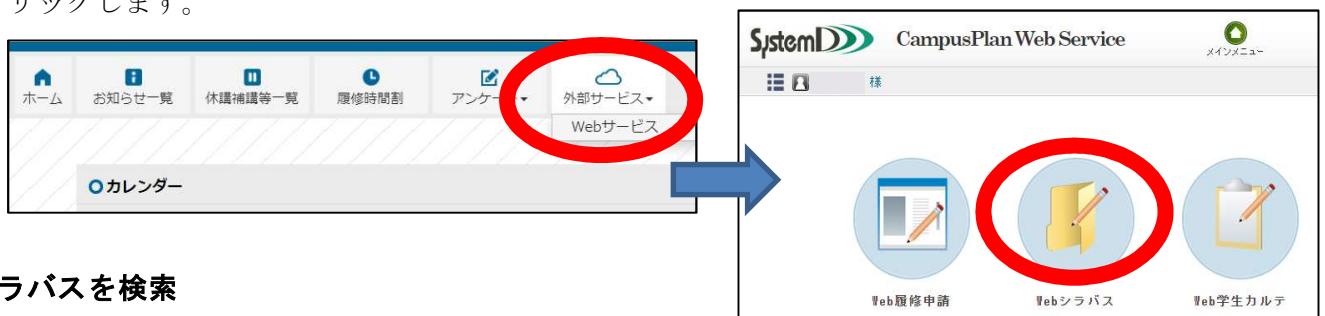 リックします。
ホーム お知らせ一覧 休講補講等一覧 履修時間割 外部サービス▾
Webサービス
カレンダー
SystemD CampusPlan Web Service
メインメニュー
様
Web履修申請 Webシラバス Web学生カルテ
ラバスを検索